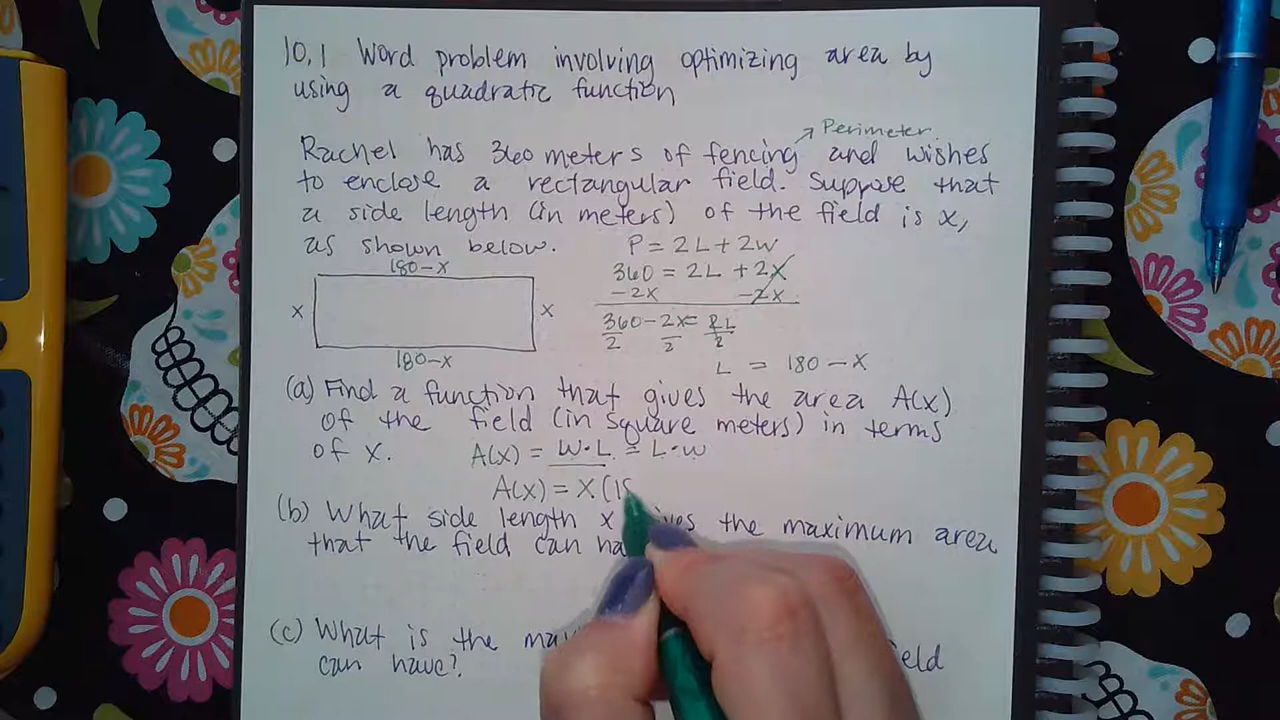 10.1 Word problem involving optimizing area by
using a quadratic function
→ Perimeter.
Rachel has 360 meters of fencing and wishes
to enclose a rectangular field. Suppose that
a side length (in meters) of the field is x,
as shown below.
P = 2L + 2w
180-x
360 = 2L + 2x
-2x -2x
x
x
360 - 2x = 2L
2 2 2
180-x
L = 180 - x
(a) Find a function that gives the area A(x)
of the field (in square meters) in terms
of x.
A(x) = W·L = L·w
A(x) = x(18
(b) What side length x gives the maximum area
that the field can
(c) What is the
can have?